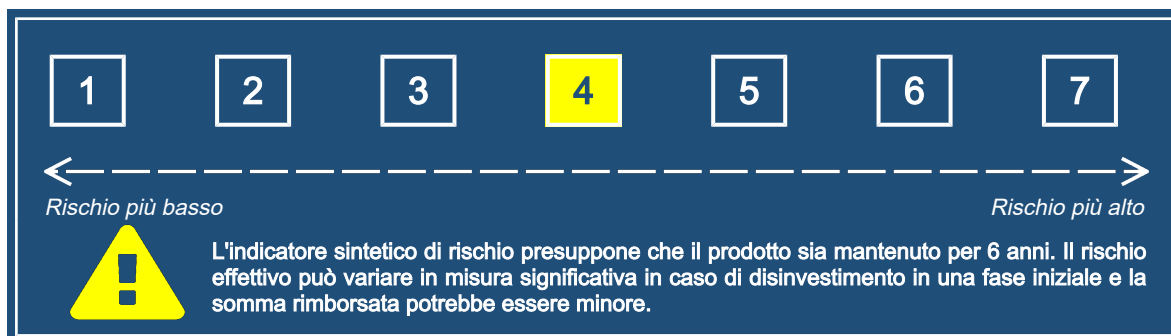 1 2 3 4 5 6 7
Rischio più basso Rischio più alto
L'indicatore sintetico di rischio presuppone che il prodotto sia mantenuto per 6 anni. Il rischio
effettivo può variare in misura significativa in caso di disinvestimento in una fase iniziale e la
somma rimborsata potrebbe essere minore.